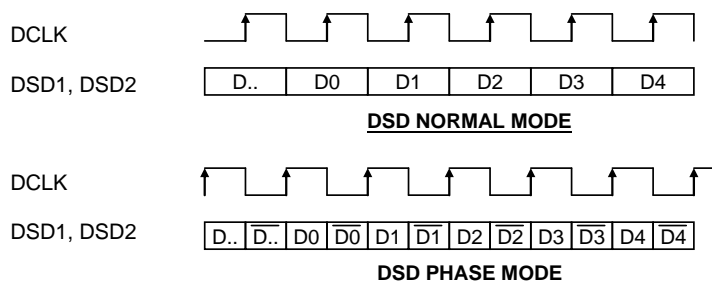 DCLK
DSD1, DSD2 D.. D0 D1 D2 D3 D4
DSD NORMAL MODE
DCLK
DSD1, DSD2 D.. D̅.̅.̅ D0 D̅0̅ D1 D̅1̅ D2 D̅2̅ D3 D̅3̅ D4 D̅4̅
DSD PHASE MODE